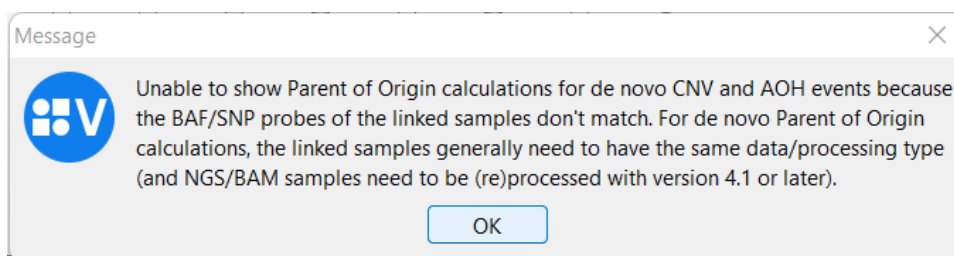 Message
Unable to show Parent of Origin calculations for de novo CNV and AOH events because
the BAF/SNP probes of the linked samples don't match. For de novo Parent of Origin
calculations, the linked samples generally need to have the same data/processing type
(and NGS/BAM samples need to be (re)processed with version 4.1 or later).
V
OK